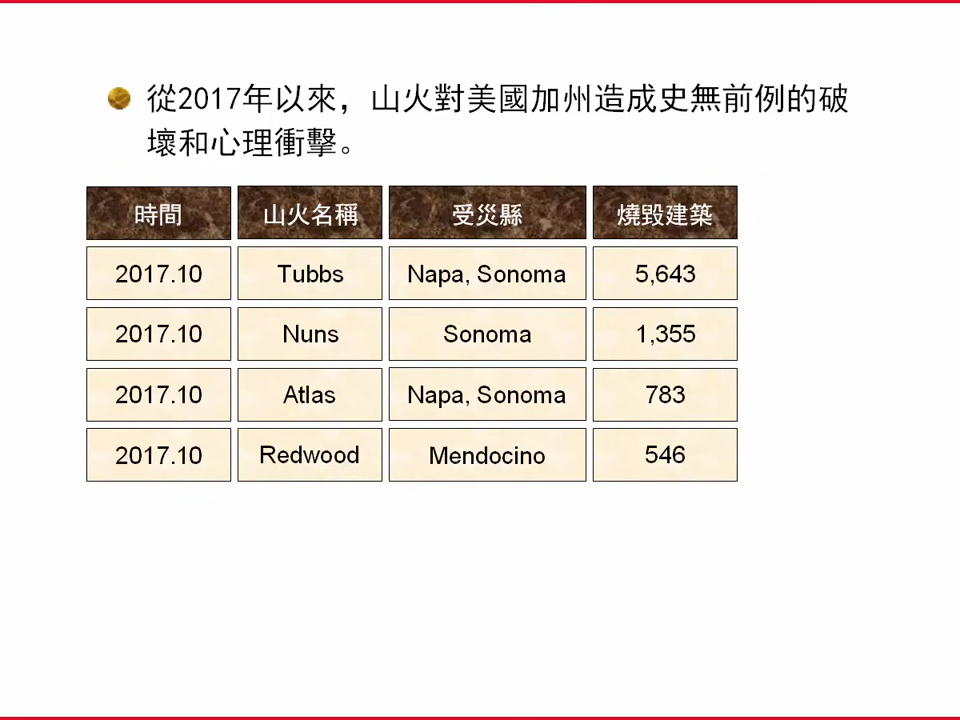 從2017年以來，山火對美國加州造成史無前例的破
壞和心理衝擊。
時間 山火名稱 受災縣 燒毀建築
2017.10 Tubbs Napa, Sonoma 5,643
2017.10 Nuns Sonoma 1,355
2017.10 Atlas Napa, Sonoma 783
2017.10 Redwood Mendocino 546